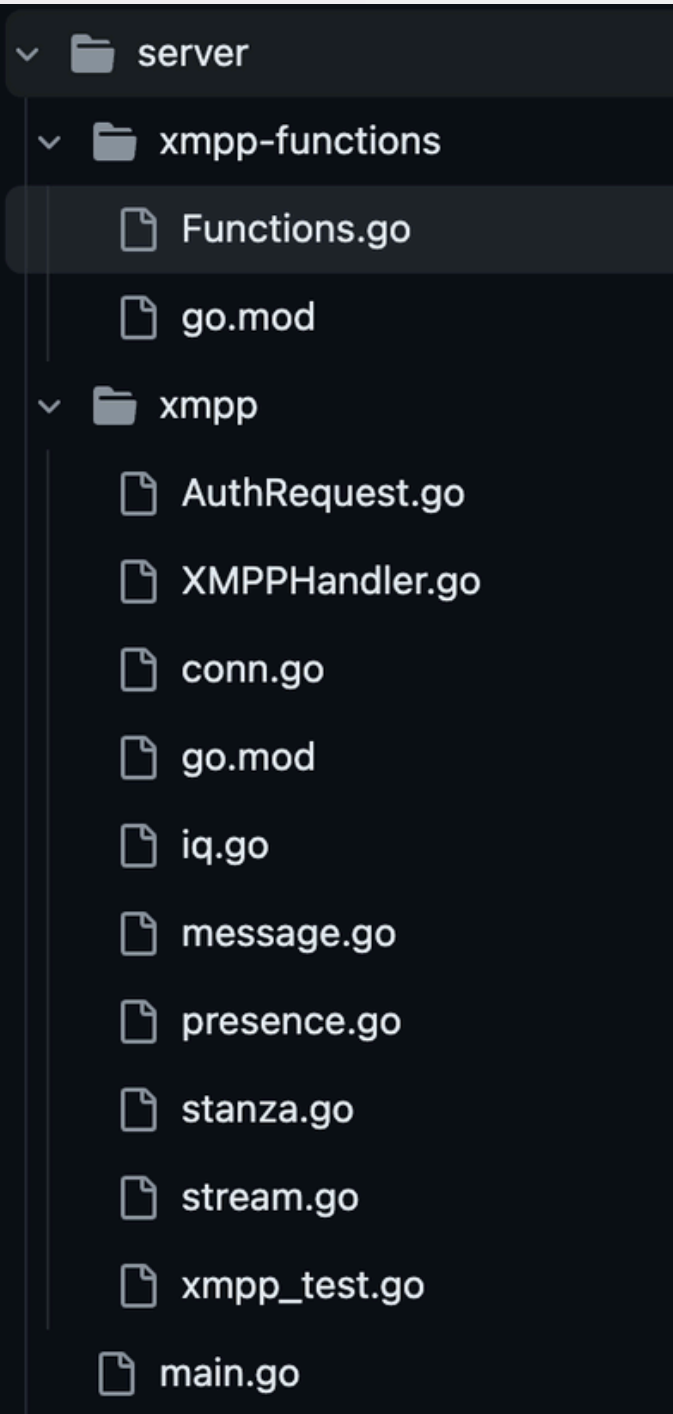 server
xmpp-functions
Functions.go
go.mod
xmpp
AuthRequest.go
XMPPHandler.go
conn.go
go.mod
iq.go
message.go
presence.go
stanza.go
stream.go
xmpp_test.go
main.go